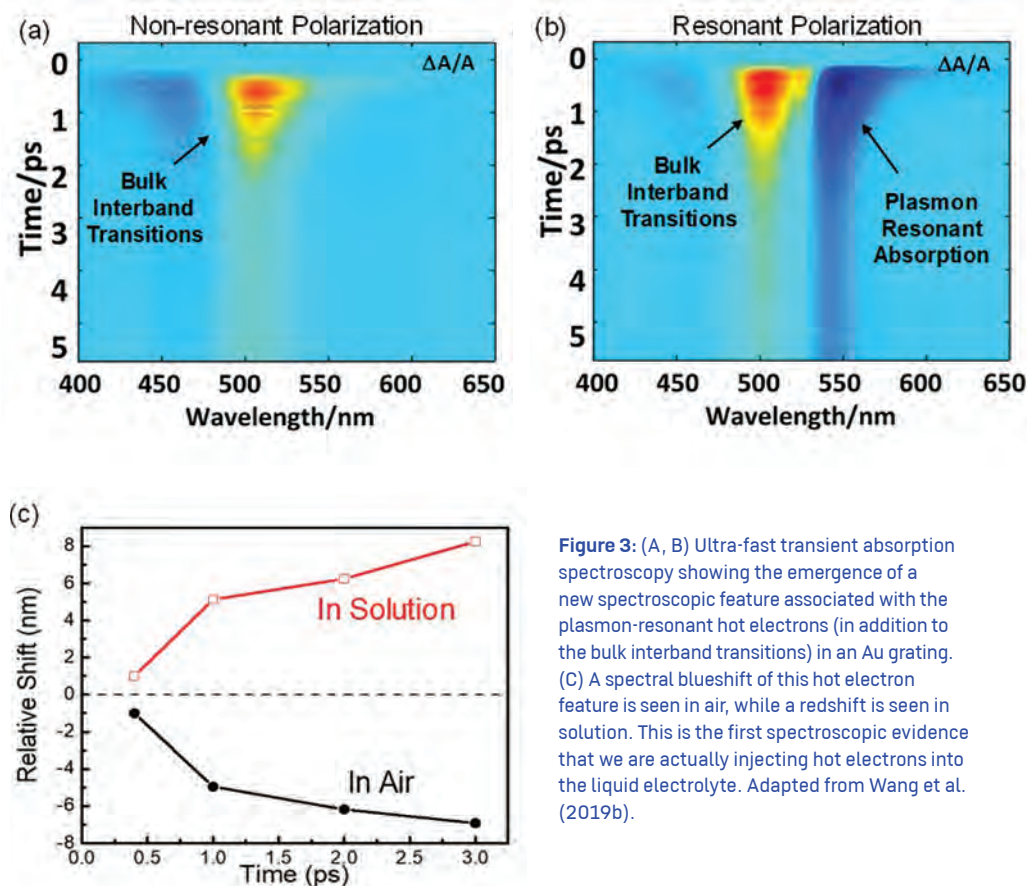 (a)
Non-resonant Polarization
ΔA/A
Bulk
Interband
Transitions
Time/ps
0
1
2
3
4
5
400 450 500 550 600 650
Wavelength/nm
(b)
Resonant Polarization
ΔA/A
Bulk
Interband
Transitions
Plasmon
Resonant
Absorption
Time/ps
0
1
2
3
4
5
400 450 500 550 600 650
Wavelength/nm
(c)
Relative Shift (nm)
8
6
4
2
0
-2
-4
-6
-8
In Solution
In Air
0.0 0.5 1.0 1.5 2.0 2.5 3.0
Time (ps)
Figure 3: (A, B) Ultra-fast transient absorption
spectroscopy showing the emergence of a
new spectroscopic feature associated with the
plasmon-resonant hot electrons (in addition to
the bulk interband transitions) in an Au grating.
(C) A spectral blueshift of this hot electron
feature is seen in air, while a redshift is seen in
solution. This is the first spectroscopic evidence
that we are actually injecting hot electrons into
the liquid electrolyte. Adapted from Wang et al.
(2019b).